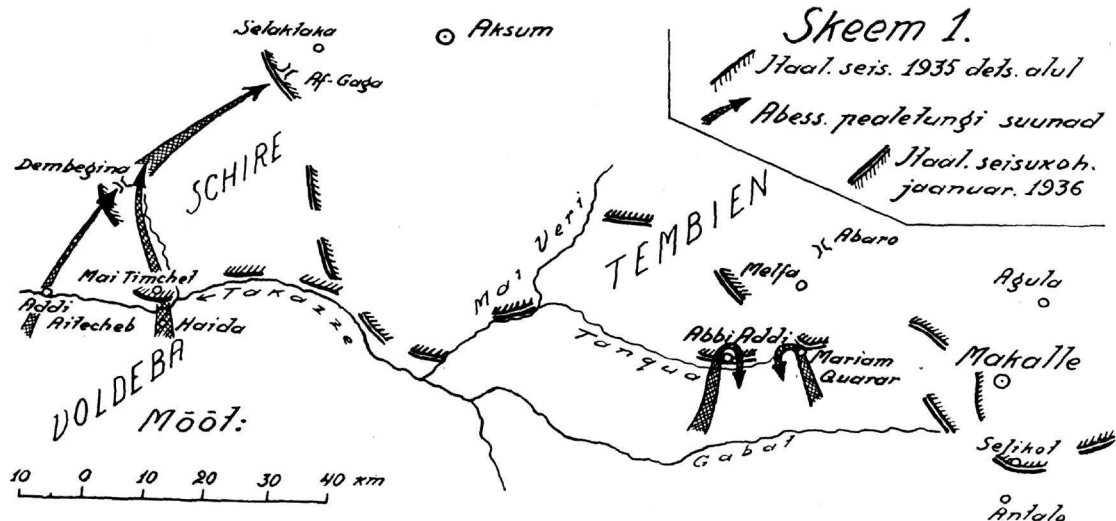 Skeem 1.
Itaal. seis. 1935 dets. alul
Abess. pealetungi suunad
Itaal. seisukoh.
jaanuar. 1936
Selaklaka
Aksum
Af-Gaga
Dembegina
SCHIRE
Mai Timchel
Addi
Aitecheb
Haida
Takazze
VOLDEBA
Mai Veri
TEMBIEN
Abaro
Melfa
Agula
Abbi Addi
Tanqua
Mariam
Quarar
Makalle
Gabat
Selikot
Antalo
Mõõt:
10 0 10 20 30 40 km